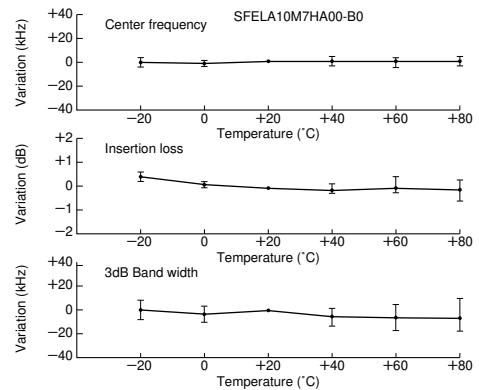 SFELA10M7HA00-B0
Center frequency
Variation (kHz)
+40
+20
0
−20
−40
−20 0 +20 +40 +60 +80
Temperature (˚C)
Insertion loss
Variation (dB)
+2
+1
0
−1
−2
−20 0 +20 +40 +60 +80
Temperature (˚C)
3dB Band width
Variation (kHz)
+40
+20
0
−20
−40
−20 0 +20 +40 +60 +80
Temperature (˚C)